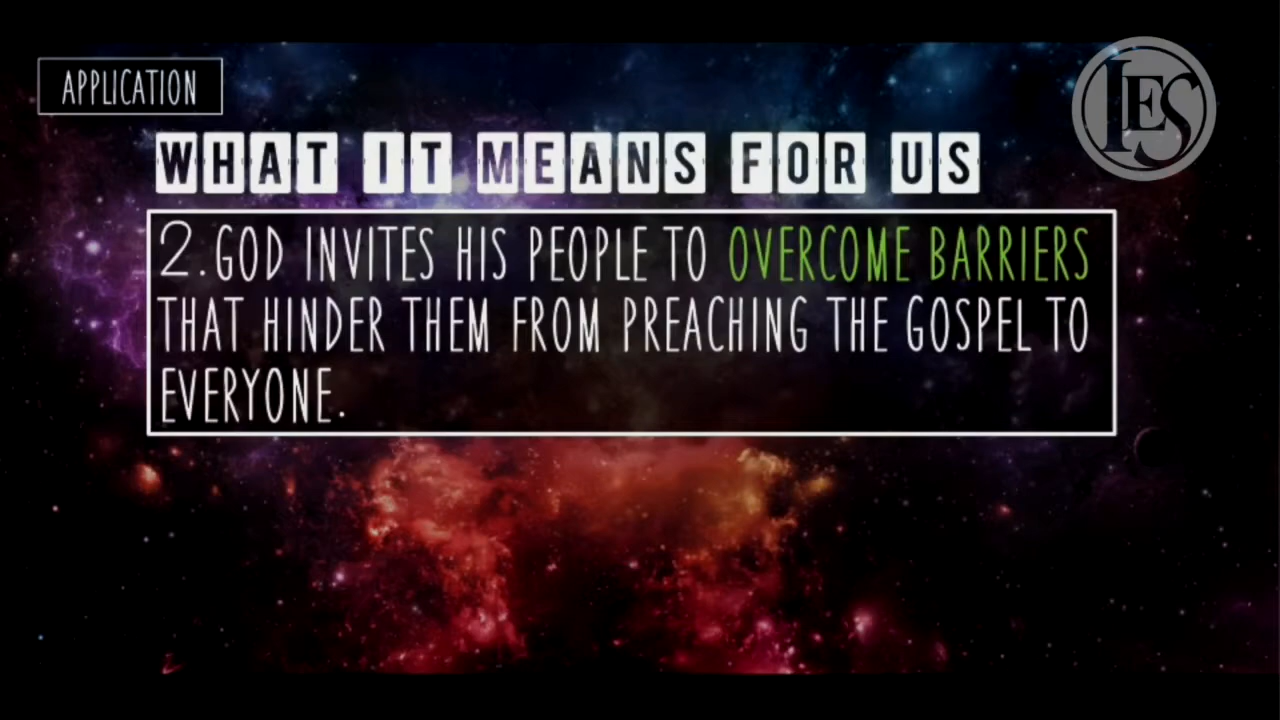 APPLICATION
IES
WHAT IT MEANS FOR US
2.GOD INVITES HIS PEOPLE TO OVERCOME BARRIERS
THAT HINDER THEM FROM PREACHING THE GOSPEL TO
EVERYONE.